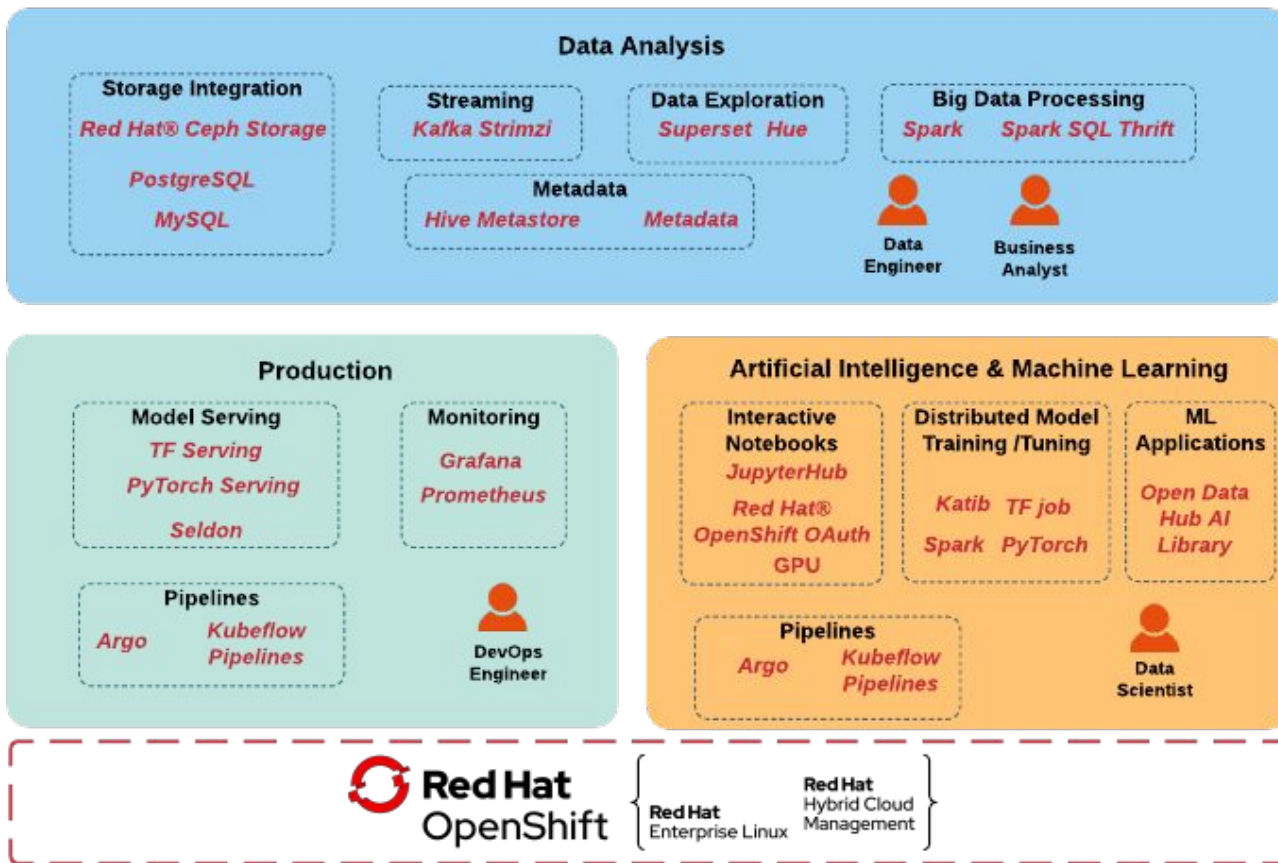 Data Analysis
Storage Integration
Red Hat® Ceph Storage
PostgreSQL
MySQL
Streaming
Kafka Strimzi
Data Exploration
Superset Hue
Big Data Processing
Spark Spark SQL Thrift
Metadata
Hive Metastore Metadata
Data
Engineer
Business
Analyst
Production
Model Serving
TF Serving
PyTorch Serving
Seldon
Monitoring
Grafana
Prometheus
Pipelines
Argo
Kubeflow
Pipelines
DevOps
Engineer
Artificial Intelligence & Machine Learning
Interactive
Notebooks
JupyterHub
Red Hat®
OpenShift OAuth
GPU
Distributed Model
Training /Tuning
Katib TF job
Spark PyTorch
ML
Applications
Open Data
Hub AI
Library
Pipelines
Argo
Kubeflow
Pipelines
Data
Scientist
Red Hat
OpenShift
Red Hat
Enterprise Linux
Red Hat
Hybrid Cloud
Management